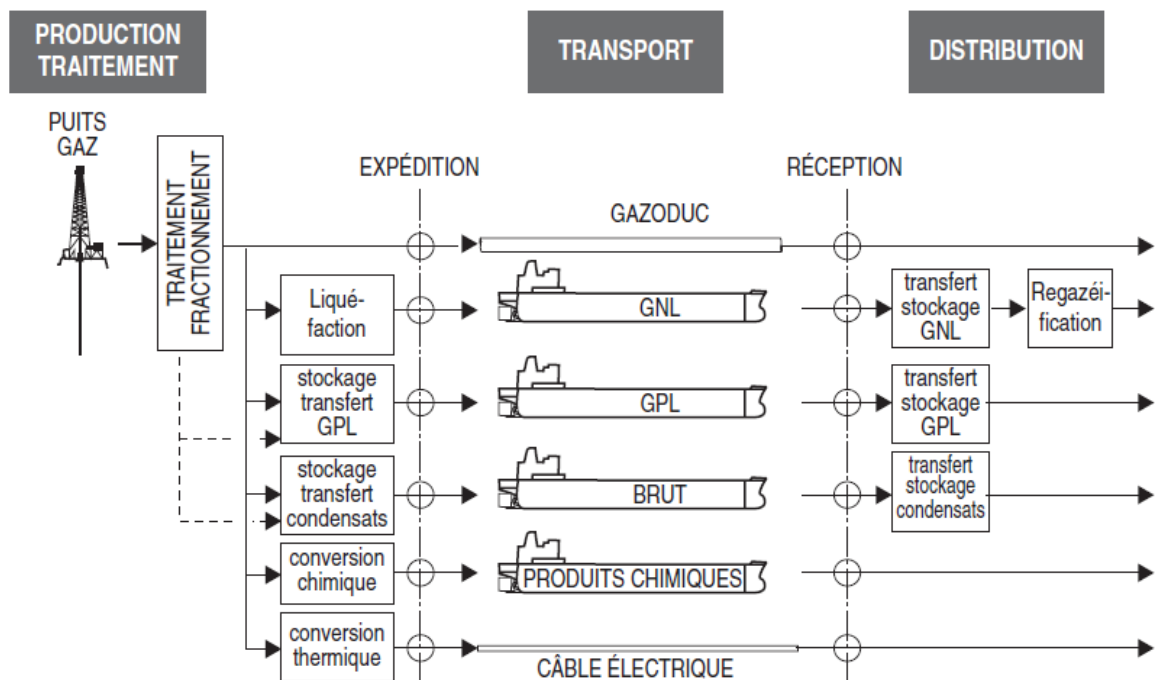 PRODUCTION
TRAITEMENT
TRANSPORT
DISTRIBUTION
PUITS
GAZ
TRAITEMENT
FRACTIONNEMENT
EXPÉDITION
RÉCEPTION
GAZODUC
Liqué-
faction
GNL
transfert
stockage
GNL
Regazéi-
fication
stockage
transfert
GPL
GPL
transfert
stockage
GPL
stockage
transfert
condensats
BRUT
transfert
stockage
condensats
conversion
chimique
PRODUITS CHIMIQUES
conversion
thermique
CÂBLE ÉLECTRIQUE